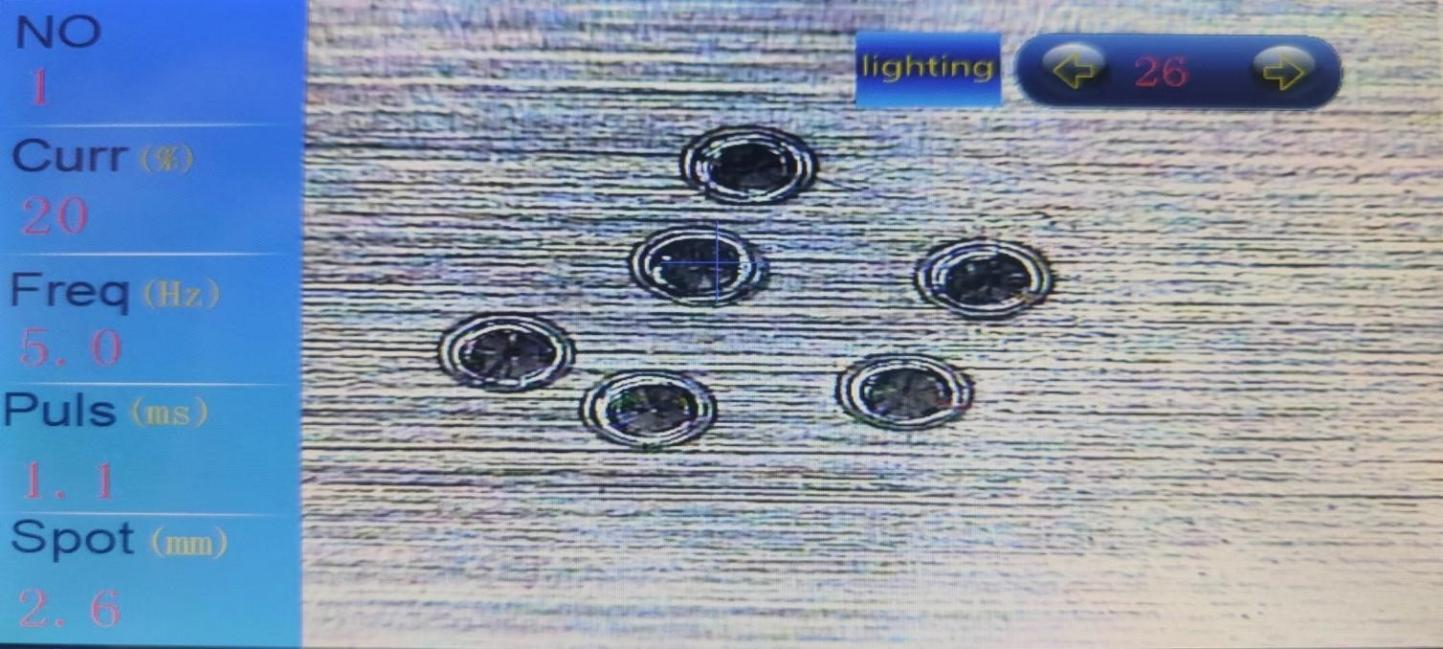 NO
1
lighting
26
Curr (%)
20
Freq (Hz)
5. 0
Puls (ms)
1. 1
Spot (mm)
2. 6